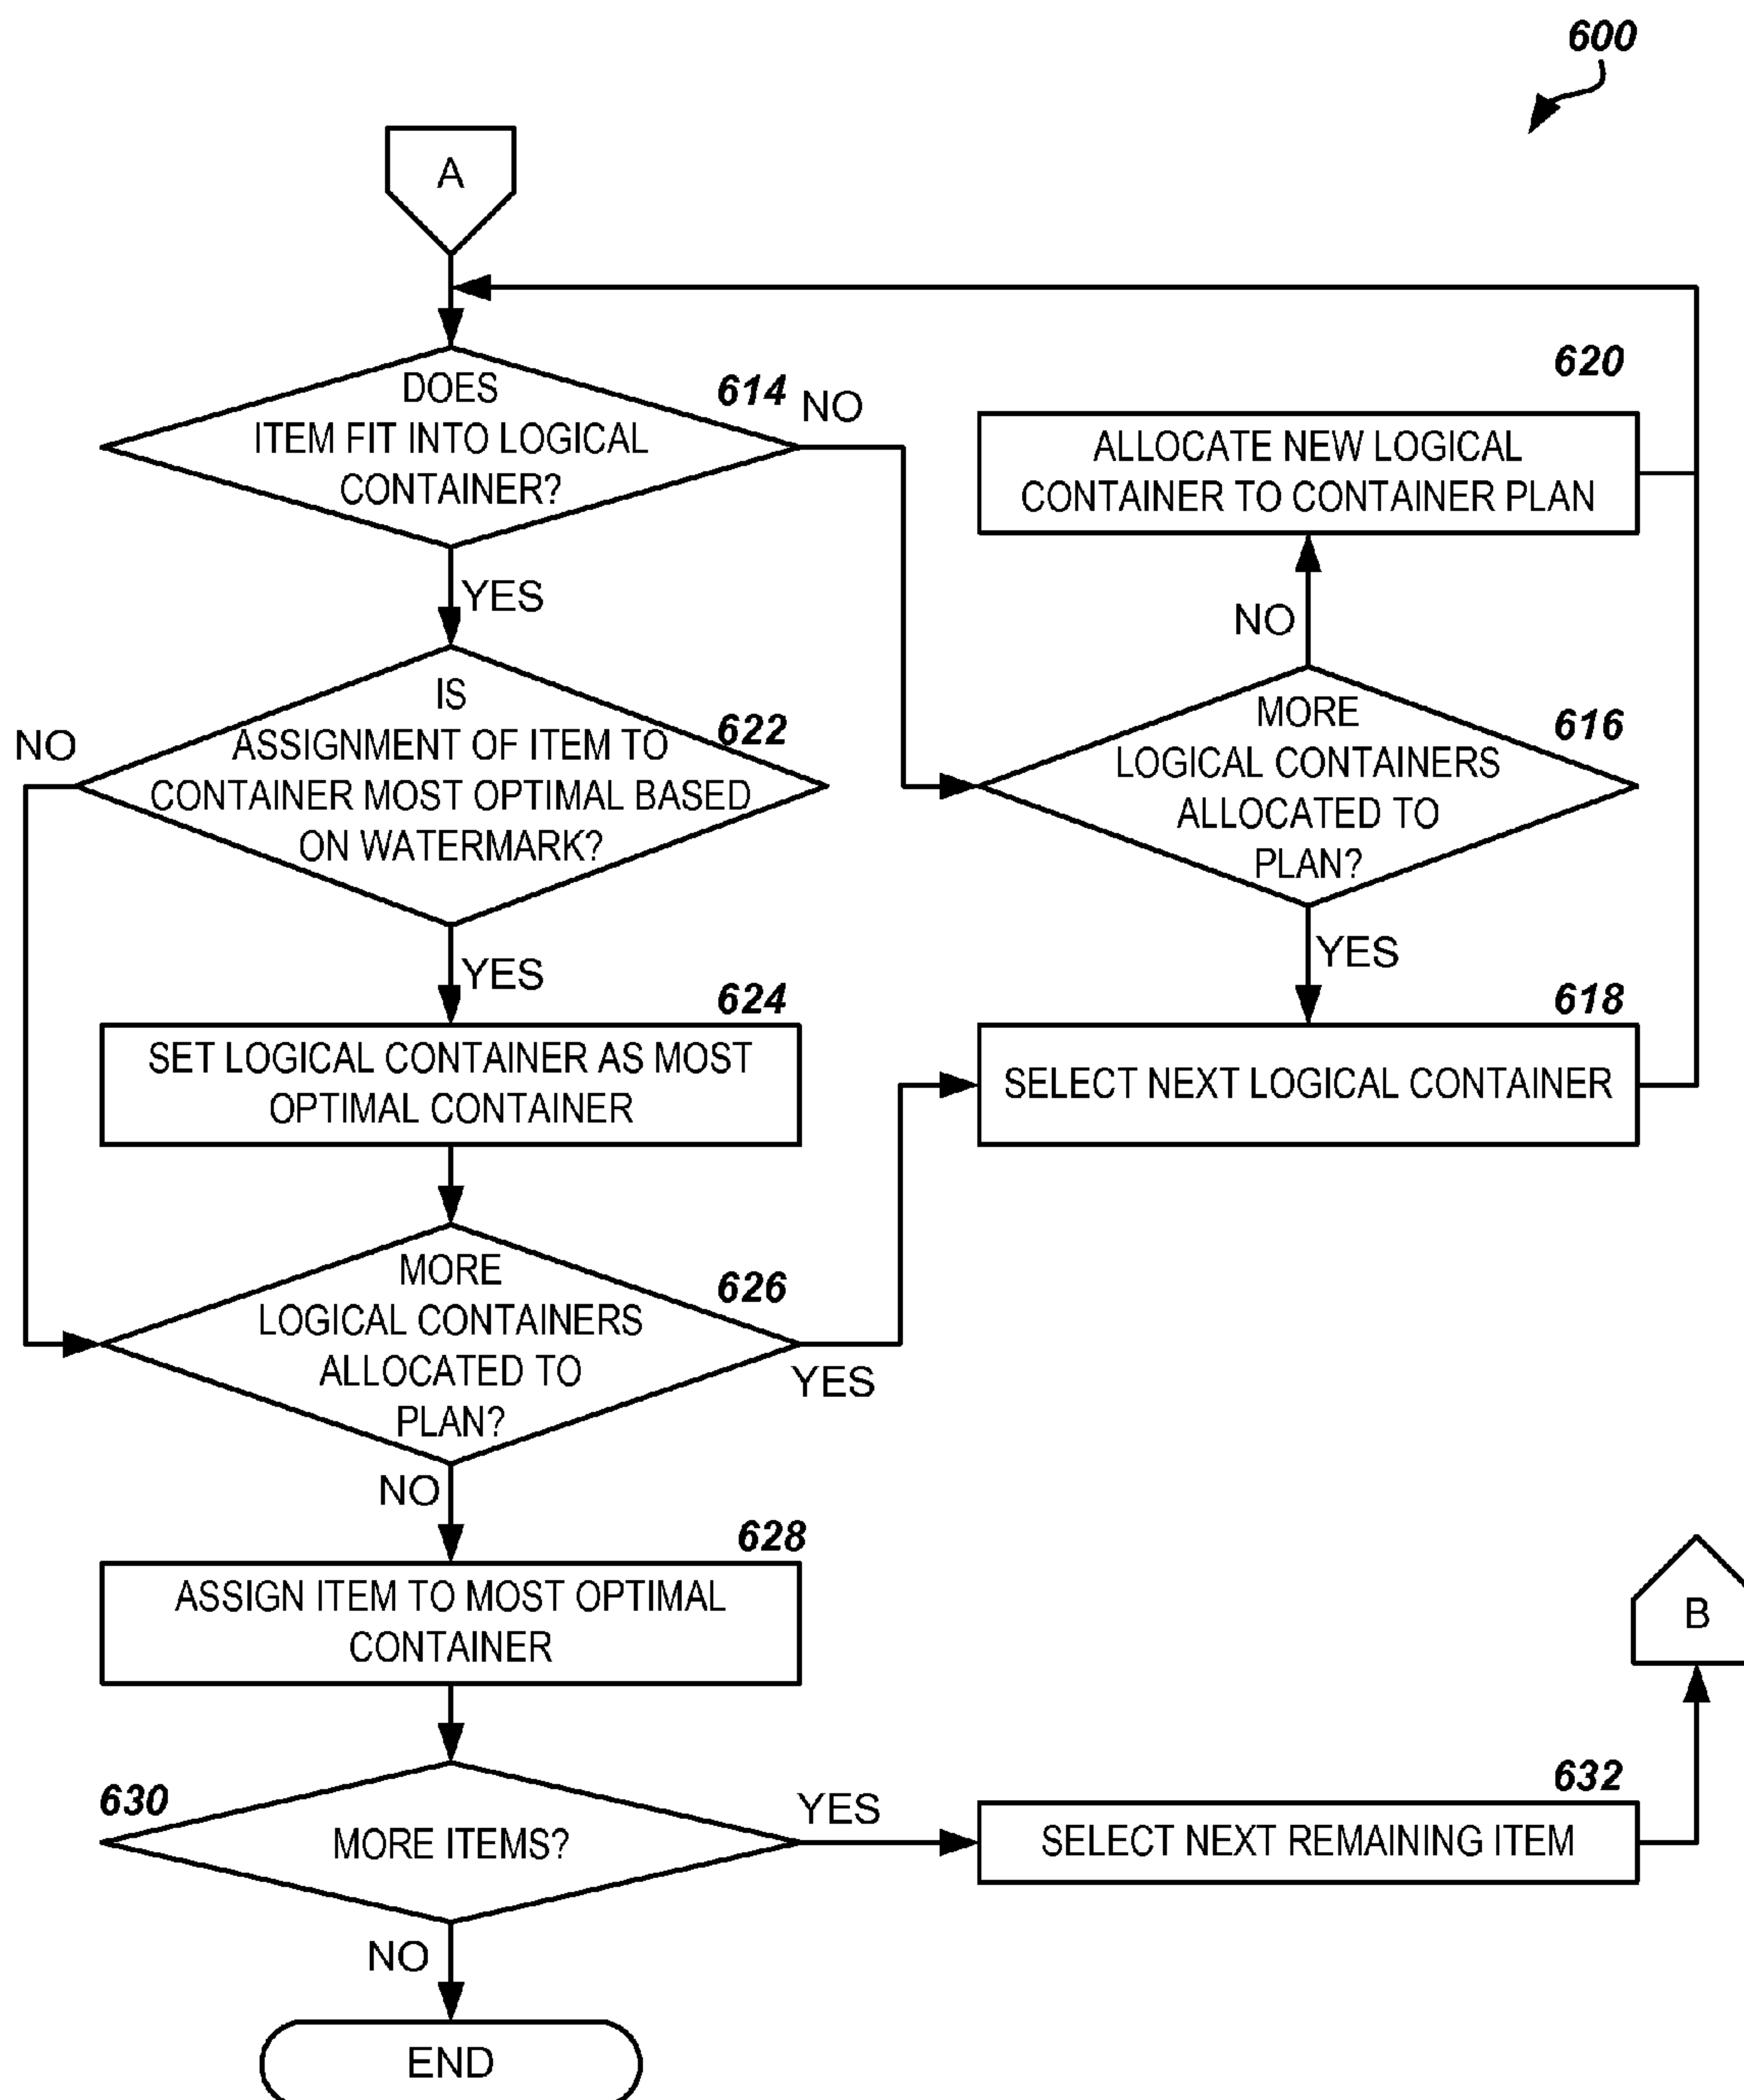 600
A
614
DOES
ITEM FIT INTO LOGICAL
CONTAINER?
NO
YES
620
ALLOCATE NEW LOGICAL
CONTAINER TO CONTAINER PLAN
NO
622
IS
ASSIGNMENT OF ITEM TO
CONTAINER MOST OPTIMAL BASED
ON WATERMARK?
NO
YES
616
MORE
LOGICAL CONTAINERS
ALLOCATED TO
PLAN?
YES
624
SET LOGICAL CONTAINER AS MOST
OPTIMAL CONTAINER
618
SELECT NEXT LOGICAL CONTAINER
626
MORE
LOGICAL CONTAINERS
ALLOCATED TO
PLAN?
YES
NO
628
ASSIGN ITEM TO MOST OPTIMAL
CONTAINER
B
630
MORE ITEMS?
YES
632
SELECT NEXT REMAINING ITEM
NO
END